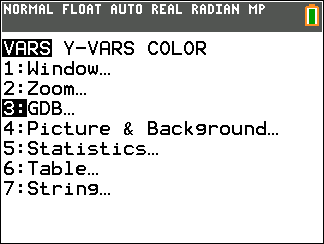 NORMAL FLOAT AUTO REAL RADIAN MP
VARS Y-VARS COLOR
1:Window…
2:Zoom…
3:GDB…
4:Picture & Background…
5:Statistics…
6:Table…
7:String…